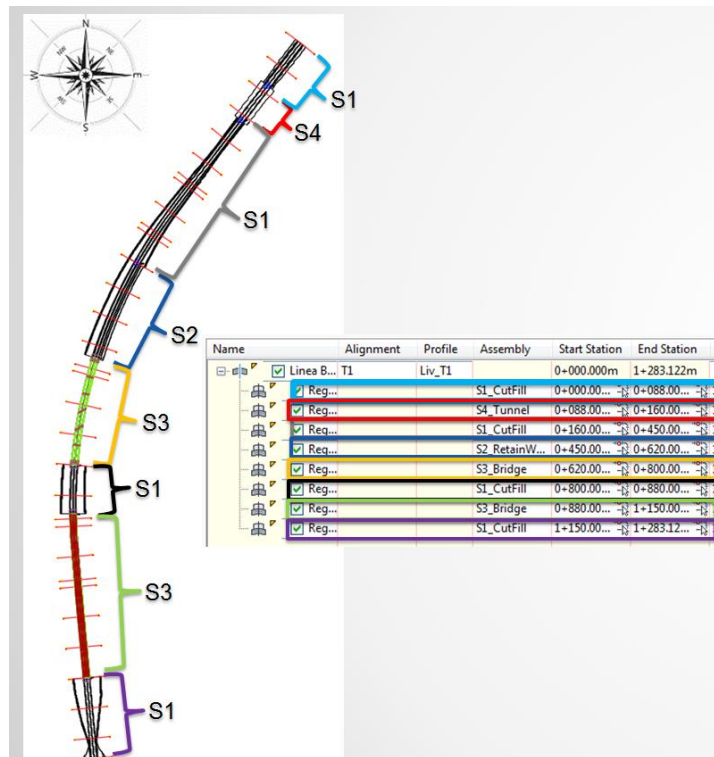 N
NW
NE
W
E
SW
SE
S
S1
S4
S1
S2
S3
S1
S3
S1
Name Alignment Profile Assembly Start Station End Station
Linea B... T1 Liv_T1 0+000.000m 1+283.122m
Reg... S1_CutFill 0+000.00... 0+088.00...
Reg... S4_Tunnel 0+088.00... 0+160.00...
Reg... S1_CutFill 0+160.00... 0+450.00...
Reg... S2_RetainW... 0+450.00... 0+620.00...
Reg... S3_Bridge 0+620.00... 0+800.00...
Reg... S1_CutFill 0+800.00... 0+880.00...
Reg... S3_Bridge 0+880.00... 1+150.00...
Reg... S1_CutFill 1+150.00... 1+283.12...